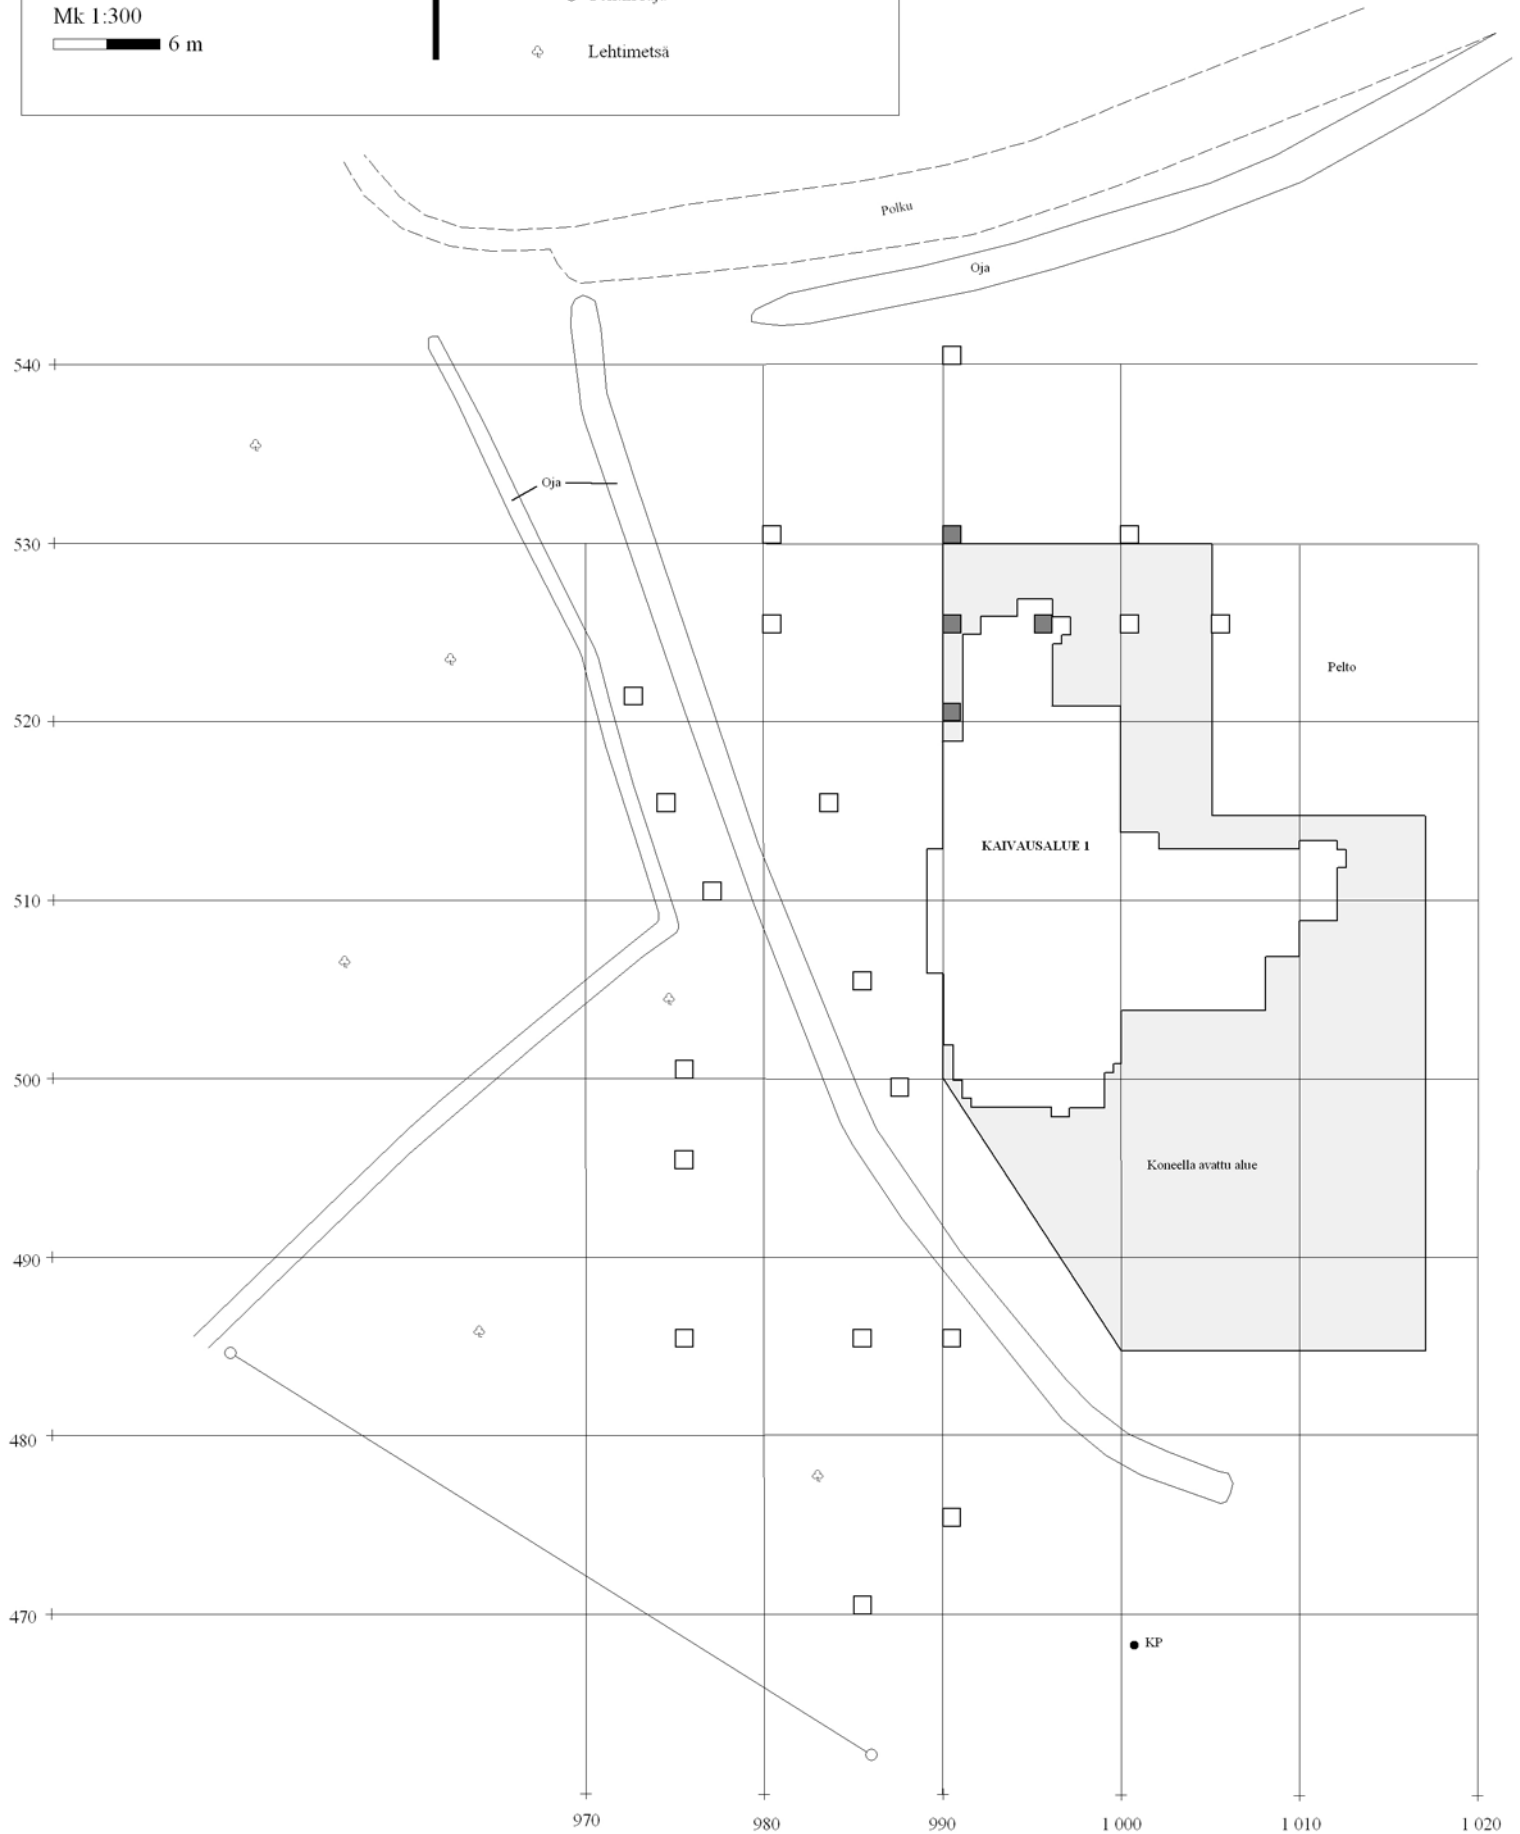 Mk 1:300
6 m
Lehtimetsä
Polku
Oja
540
Oja
530
Pelto
520
KAIVAUSALUE 1
510
500
Koneella avattu alue
490
480
470
KP
970 980 990 1 000 1 010 1 020